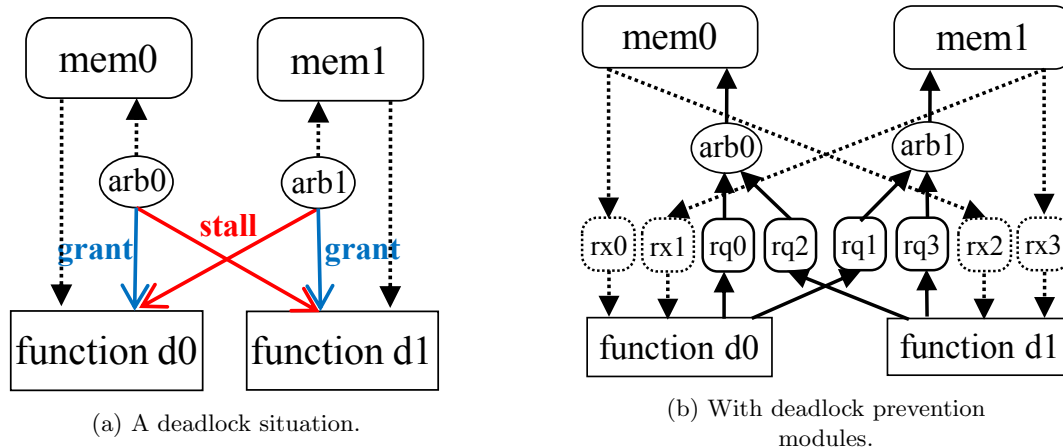 mem0 mem1
arb0 arb1
stall
grant grant
function d0 function d1
(a) A deadlock situation.
mem0 mem1
arb0 arb1
rx0 rx1 rq0 rq2 rq1 rq3 rx2 rx3
function d0 function d1
(b) With deadlock prevention
modules.